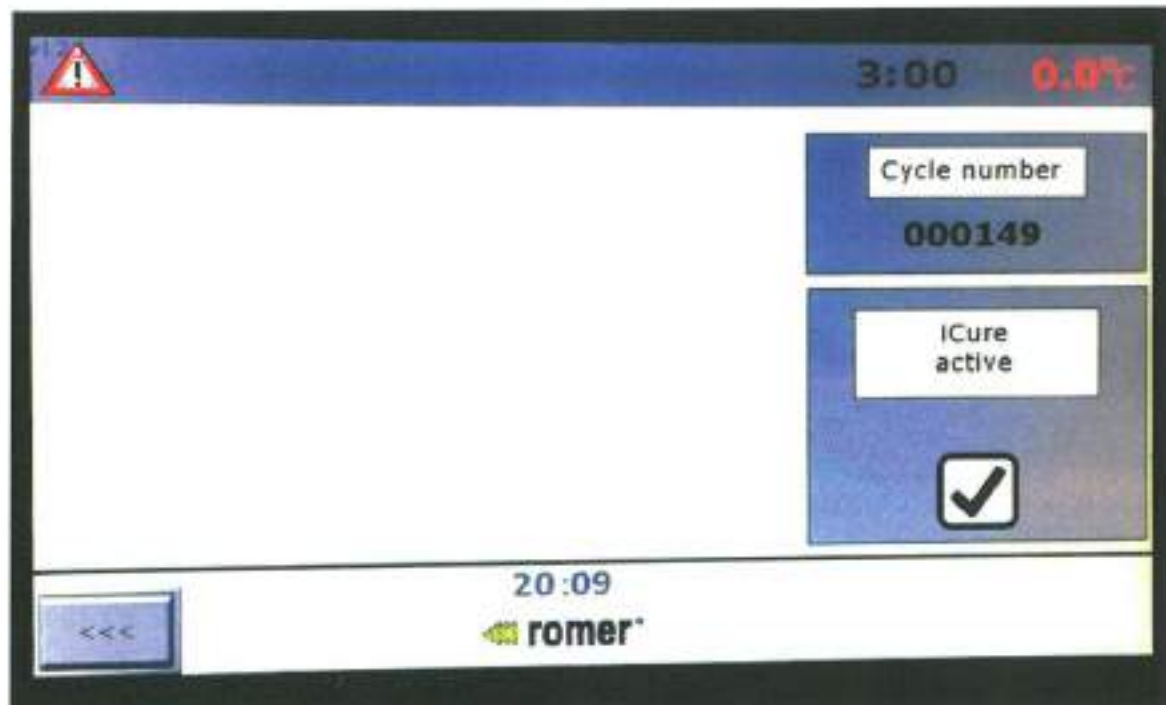 3:00 0.0°C
Cycle number
000149
iCure
active
20:09
<<<
romer